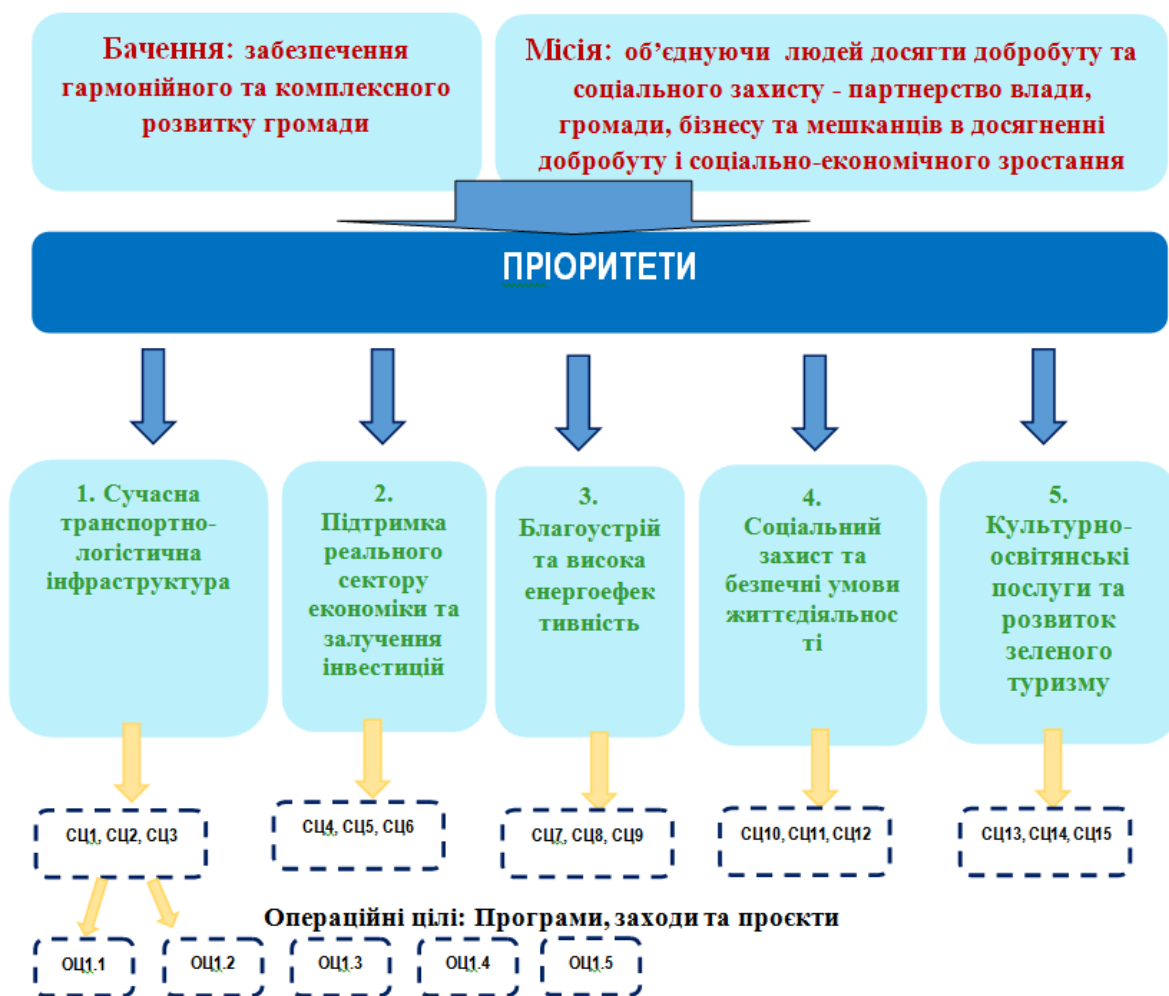 Бачення: забезпечення
гармонійного та комплексного
розвитку громади
Місія: об’єднуючи людей досягти добробуту та
соціального захисту - партнерство влади,
громади, бізнесу та мешканців в досягненні
добробуту і соціально-економічного зростання
ПРІОРИТЕТИ
1. Сучасна
транспортно-
логістична
інфраструктура
2.
Підтримка
реального
сектору
економіки та
залучення
інвестицій
3.
Благоустрій
та висока
енергоефек
тивність
4.
Соціальний
захист та
безпечні умови
життєдіяльнос
ті
5.
Культурно-
освітянські
послуги та
розвиток
зеленого
туризму
СЦ1, СЦ2, СЦ3
СЦ4, СЦ5, СЦ6
СЦ7, СЦ8, СЦ9
СЦ10, СЦ11, СЦ12
СЦ13, СЦ14, СЦ15
Операційні цілі: Програми, заходи та проєкти
ОЦ1.1
ОЦ1.2
ОЦ1.3
ОЦ1.4
ОЦ1.5